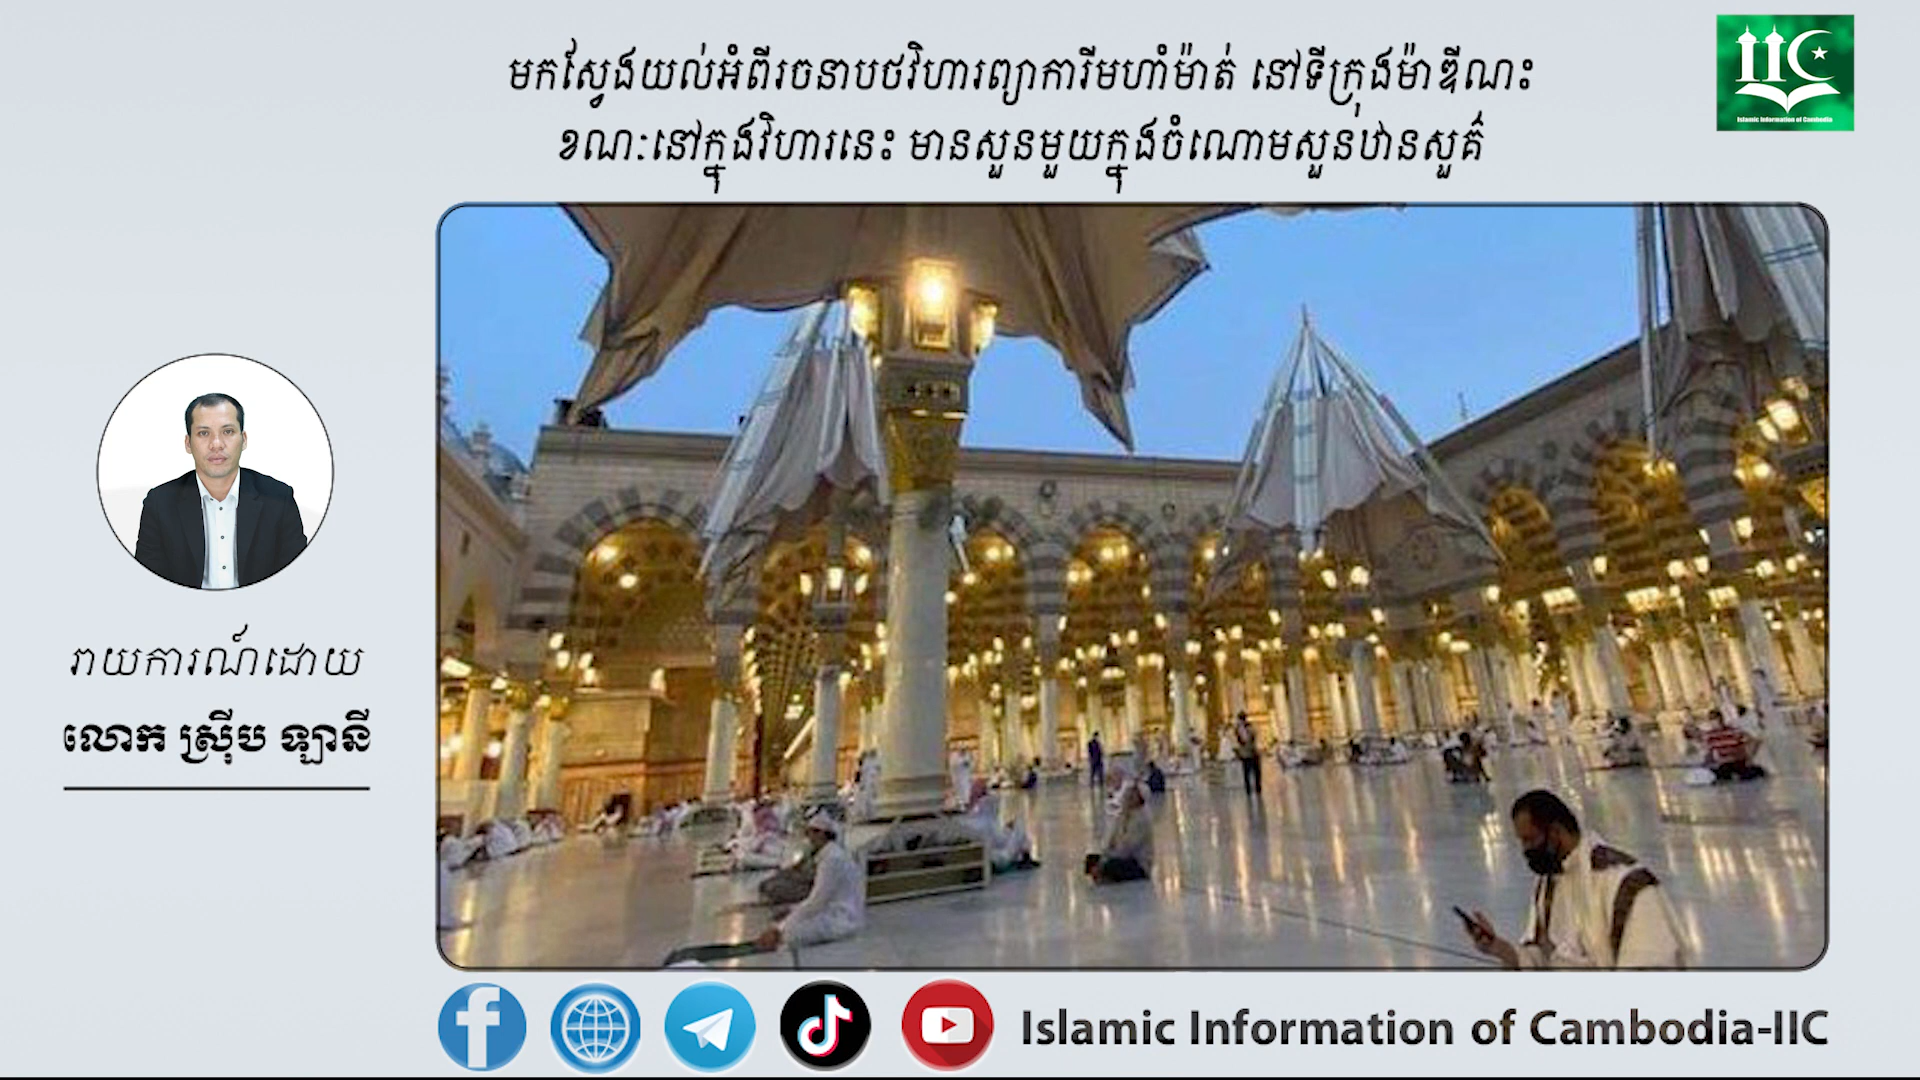 មកស្វែងយល់អំពីរចនាបថវិហារព្យាការីមហាំម៉ាត់ នៅទីក្រុងម៉ាឌីណះ
ខណៈនៅក្នុងវិហារនេះ មានសួនមួយក្នុងចំណោមសួនឋានសួគ៌
IIC
Islamic Information of Cambodia
រាយការណ៍ដោយ
លោក ស្រ៊ីប ឡានី
Islamic Information of Cambodia-IIC